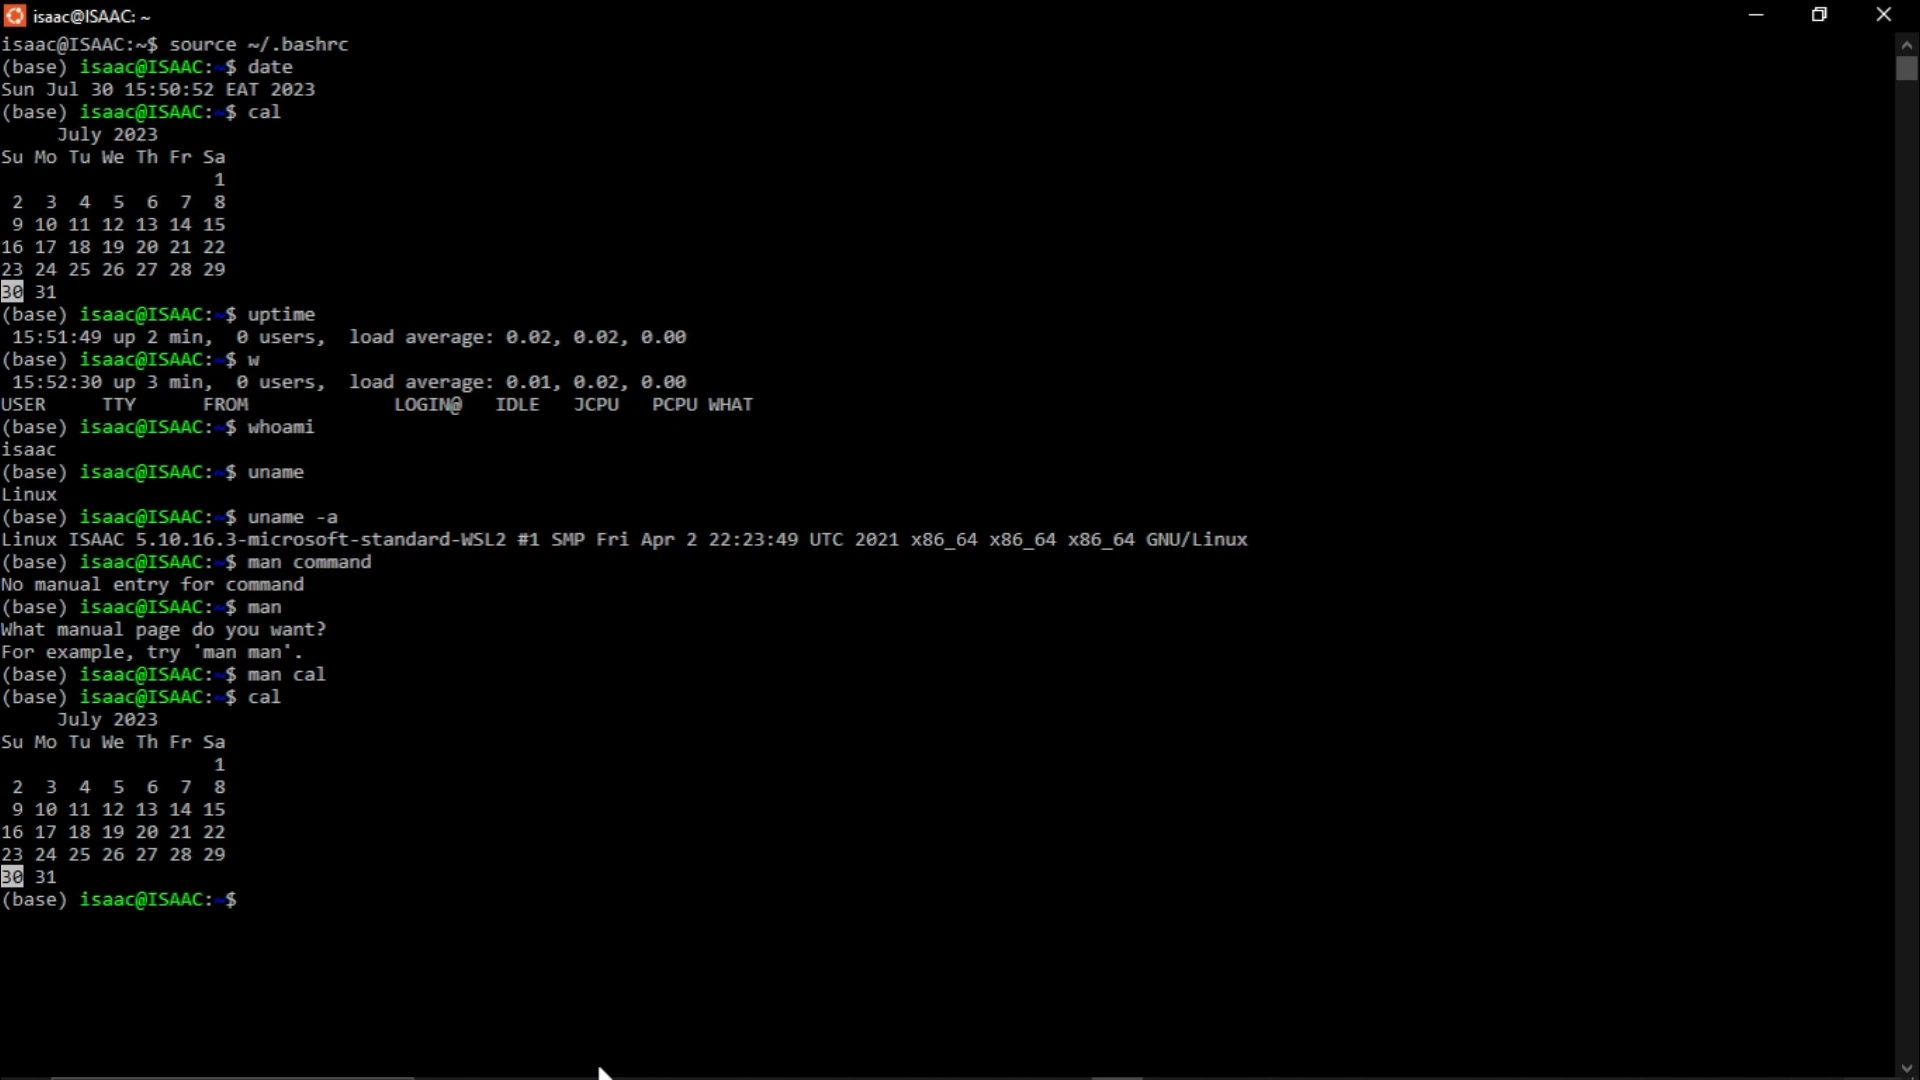 isaac@ISAAC: ~
isaac@ISAAC:~$ source ~/.bashrc
(base) isaac@ISAAC:~$ date
Sun Jul 30 15:50:52 EAT 2023
(base) isaac@ISAAC:~$ cal
     July 2023
Su Mo Tu We Th Fr Sa
                   1
 2  3  4  5  6  7  8
 9 10 11 12 13 14 15
16 17 18 19 20 21 22
23 24 25 26 27 28 29
30 31
(base) isaac@ISAAC:~$ uptime
 15:51:49 up 2 min,  0 users,  load average: 0.02, 0.02, 0.00
(base) isaac@ISAAC:~$ w
 15:52:30 up 3 min,  0 users,  load average: 0.01, 0.02, 0.00
USER     TTY      FROM             LOGIN@   IDLE   JCPU   PCPU WHAT
(base) isaac@ISAAC:~$ whoami
isaac
(base) isaac@ISAAC:~$ uname
Linux
(base) isaac@ISAAC:~$ uname -a
Linux ISAAC 5.10.16.3-microsoft-standard-WSL2 #1 SMP Fri Apr 2 22:23:49 UTC 2021 x86_64 x86_64 x86_64 GNU/Linux
(base) isaac@ISAAC:~$ man command
No manual entry for command
(base) isaac@ISAAC:~$ man
What manual page do you want?
For example, try 'man man'.
(base) isaac@ISAAC:~$ man cal
(base) isaac@ISAAC:~$ cal
     July 2023
Su Mo Tu We Th Fr Sa
                   1
 2  3  4  5  6  7  8
 9 10 11 12 13 14 15
16 17 18 19 20 21 22
23 24 25 26 27 28 29
30 31
(base) isaac@ISAAC:~$